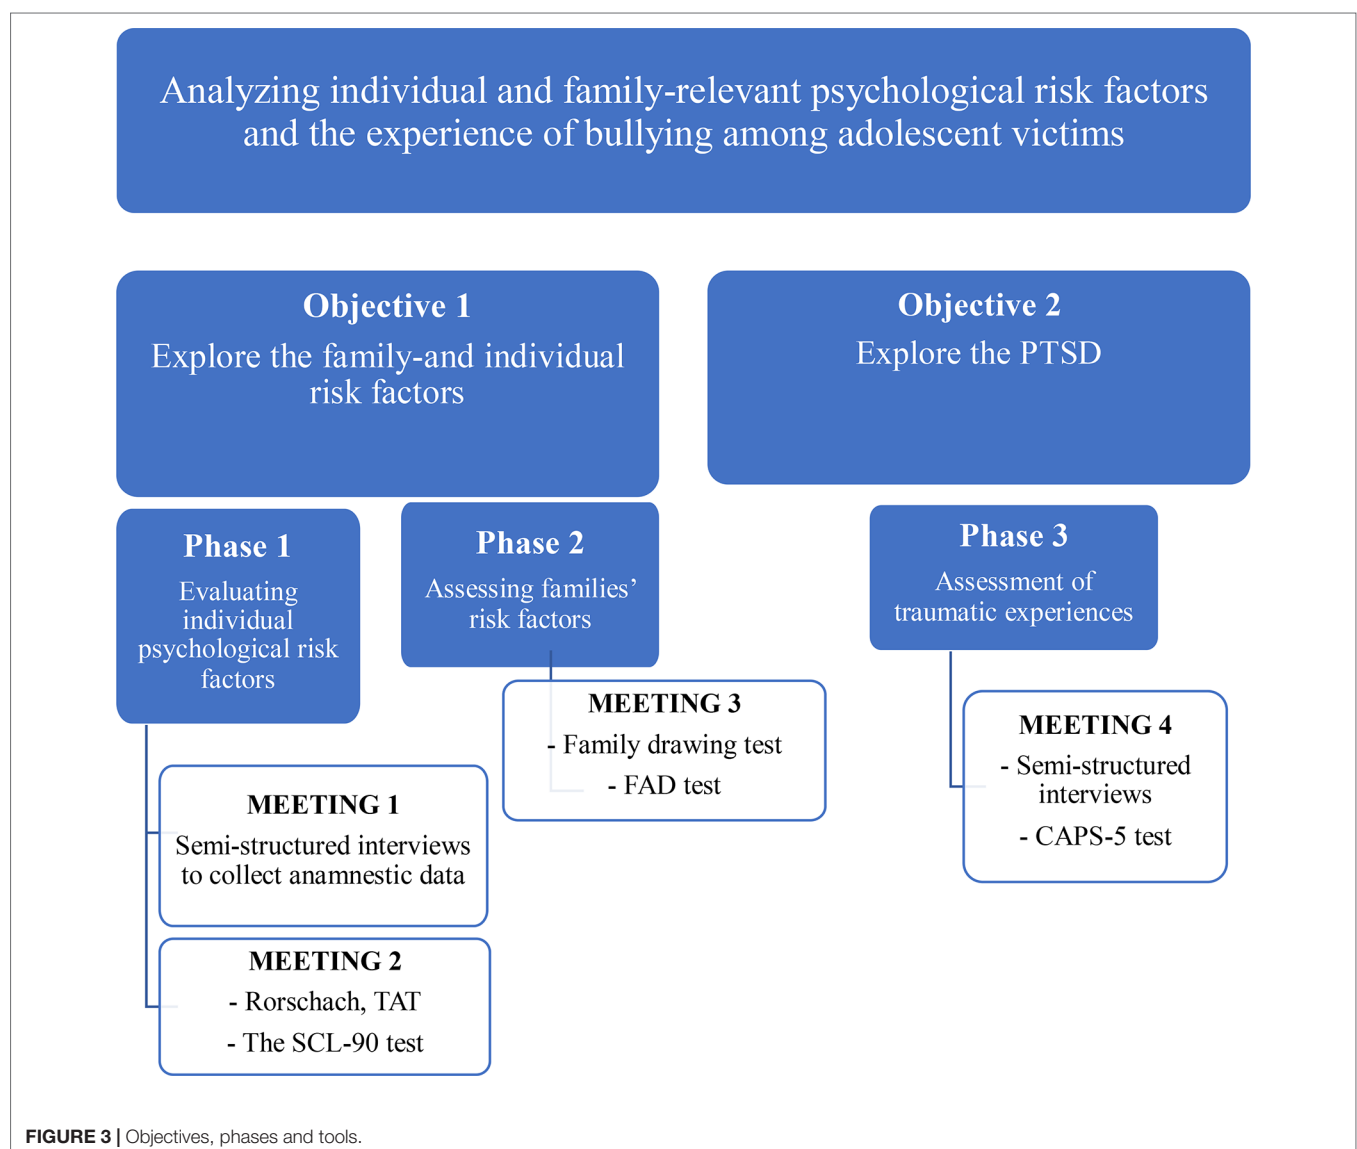 Analyzing individual and family-relevant psychological risk factors
and the experience of bullying among adolescent victims
Objective 1
Explore the family-and individual
risk factors
Objective 2
Explore the PTSD
Phase 1
Evaluating
individual
psychological risk
factors
Phase 2
Assessing families’
risk factors
Phase 3
Assessment of
traumatic experiences
MEETING 1
Semi-structured interviews
to collect anamnestic data
MEETING 2
- Rorschach, TAT
- The SCL-90 test
MEETING 3
- Family drawing test
- FAD test
MEETING 4
- Semi-structured
interviews
- CAPS-5 test
FIGURE 3 | Objectives, phases and tools.